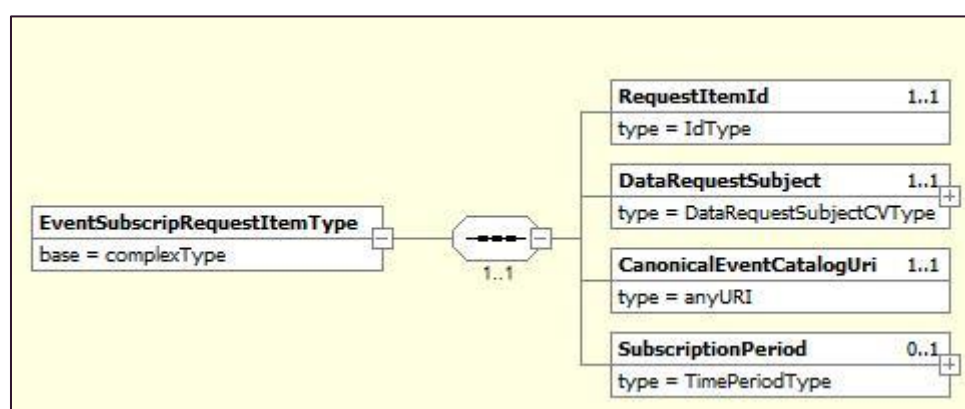 EventSubscripRequestItemType
base = complexType
1..1
RequestItemId 1..1
type = IdType
DataRequestSubject 1..1
type = DataRequestSubjectCVType
CanonicalEventCatalogUri 1..1
type = anyURI
SubscriptionPeriod 0..1
type = TimePeriodType